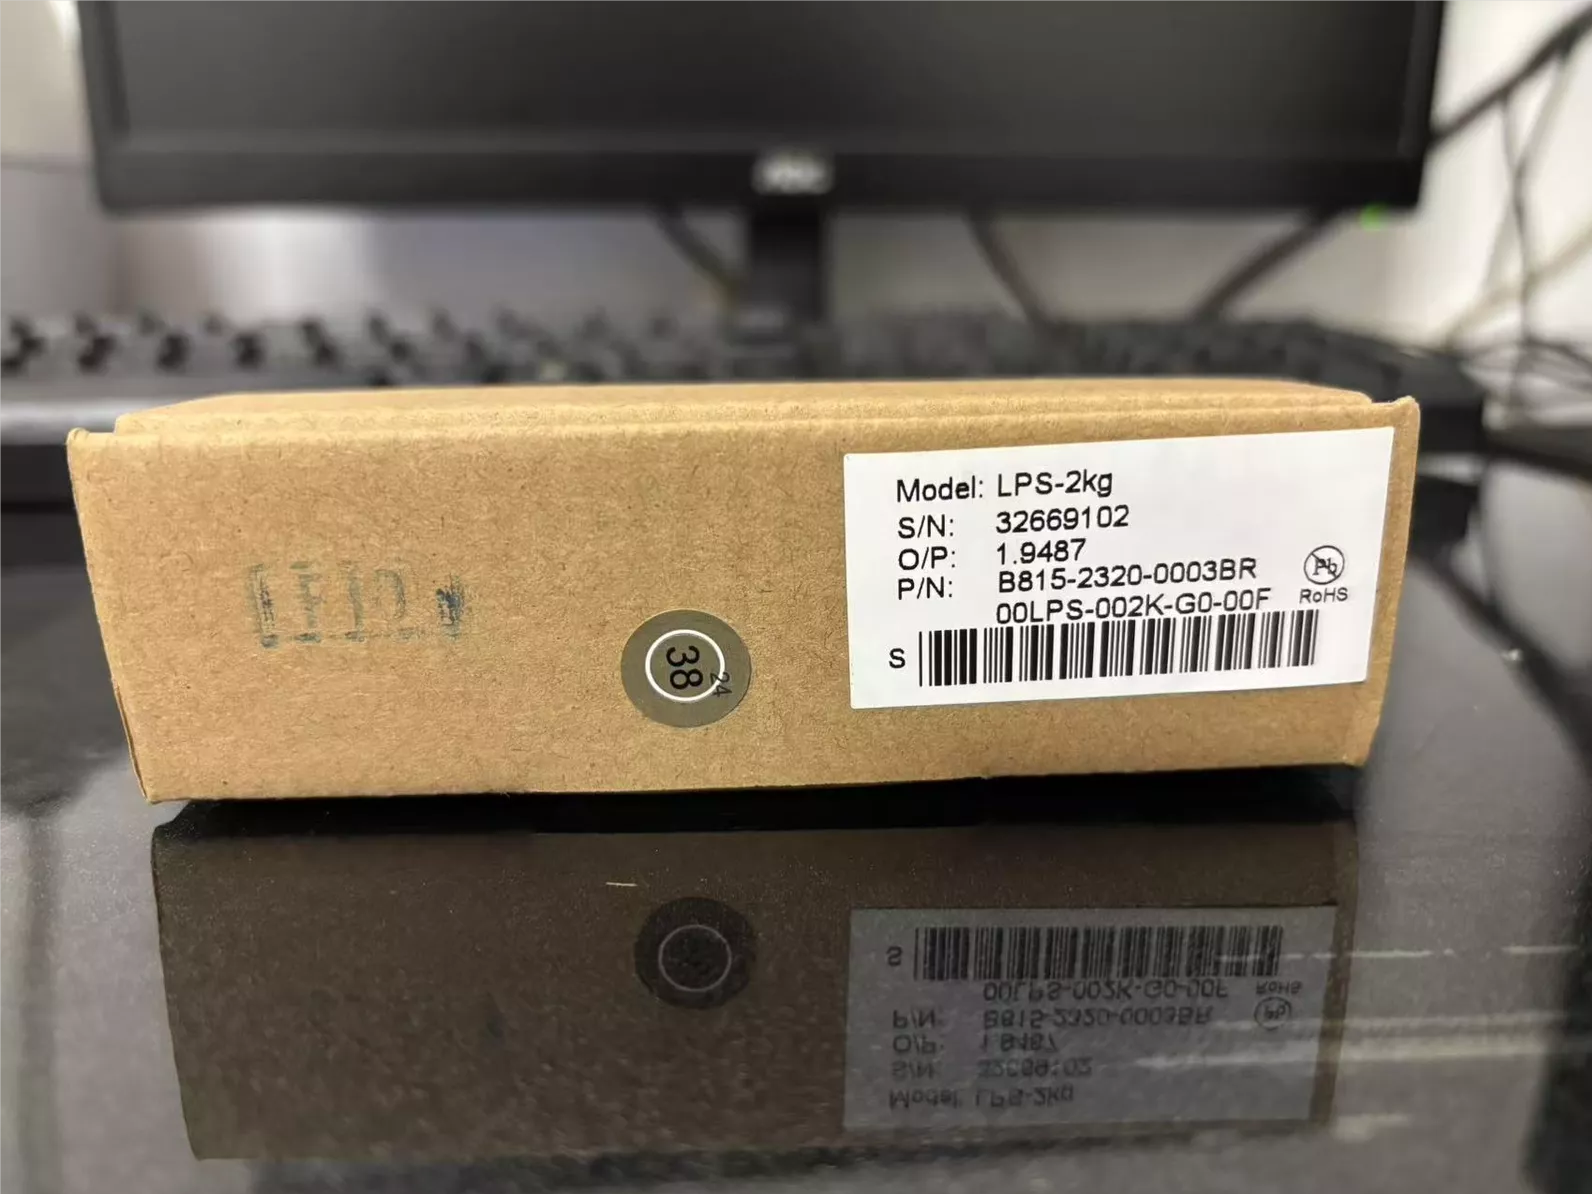 Model: LPS-2kg
S/N: 32669102
O/P: 1.9487
P/N: B815-2320-0003BR
00LPS-002K-G0-00F
Pb
RoHS
S
38
24